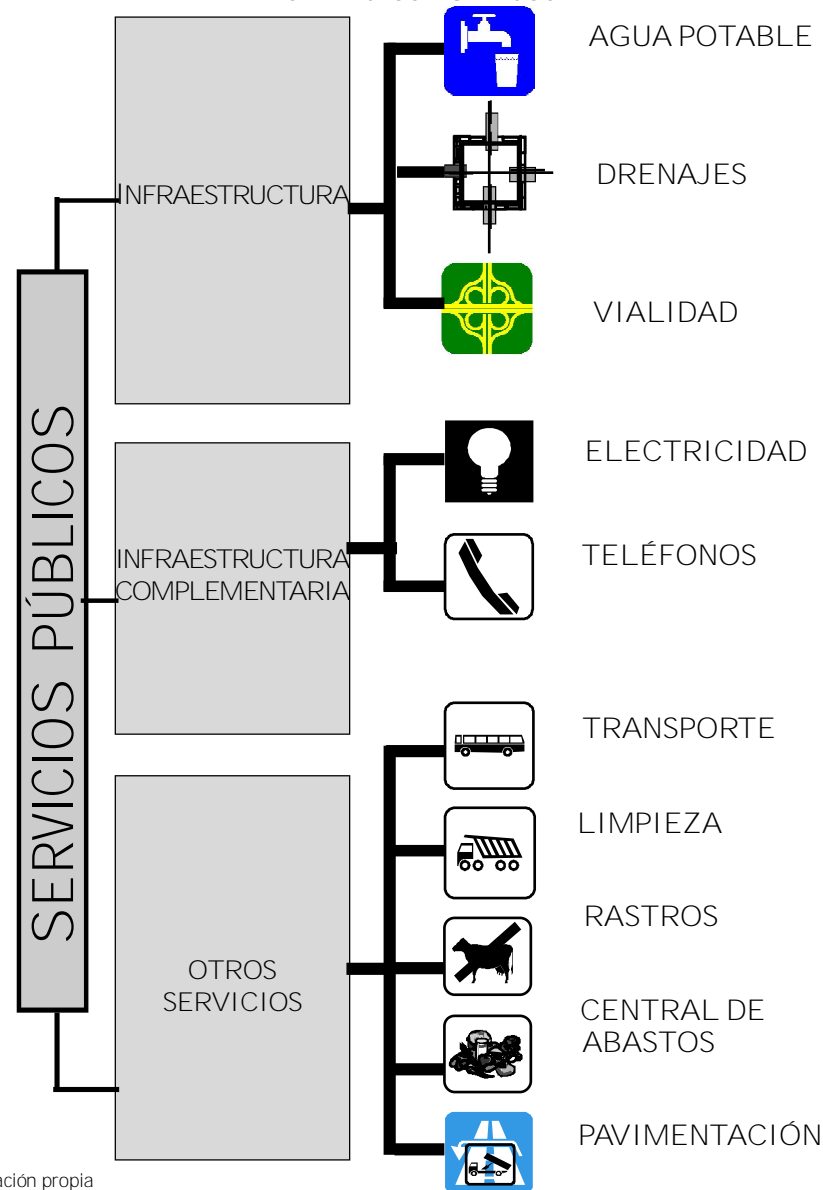 AGUA POTABLE
DRENAJES
INFRAESTRUCTURA
VIALIDAD
SERVICIOS PÚBLICOS
ELECTRICIDAD
INFRAESTRUCTURA
COMPLEMENTARIA
TELÉFONOS
TRANSPORTE
LIMPIEZA
RASTROS
OTROS
SERVICIOS
CENTRAL DE
ABASTOS
PAVIMENTACIÓN
propia